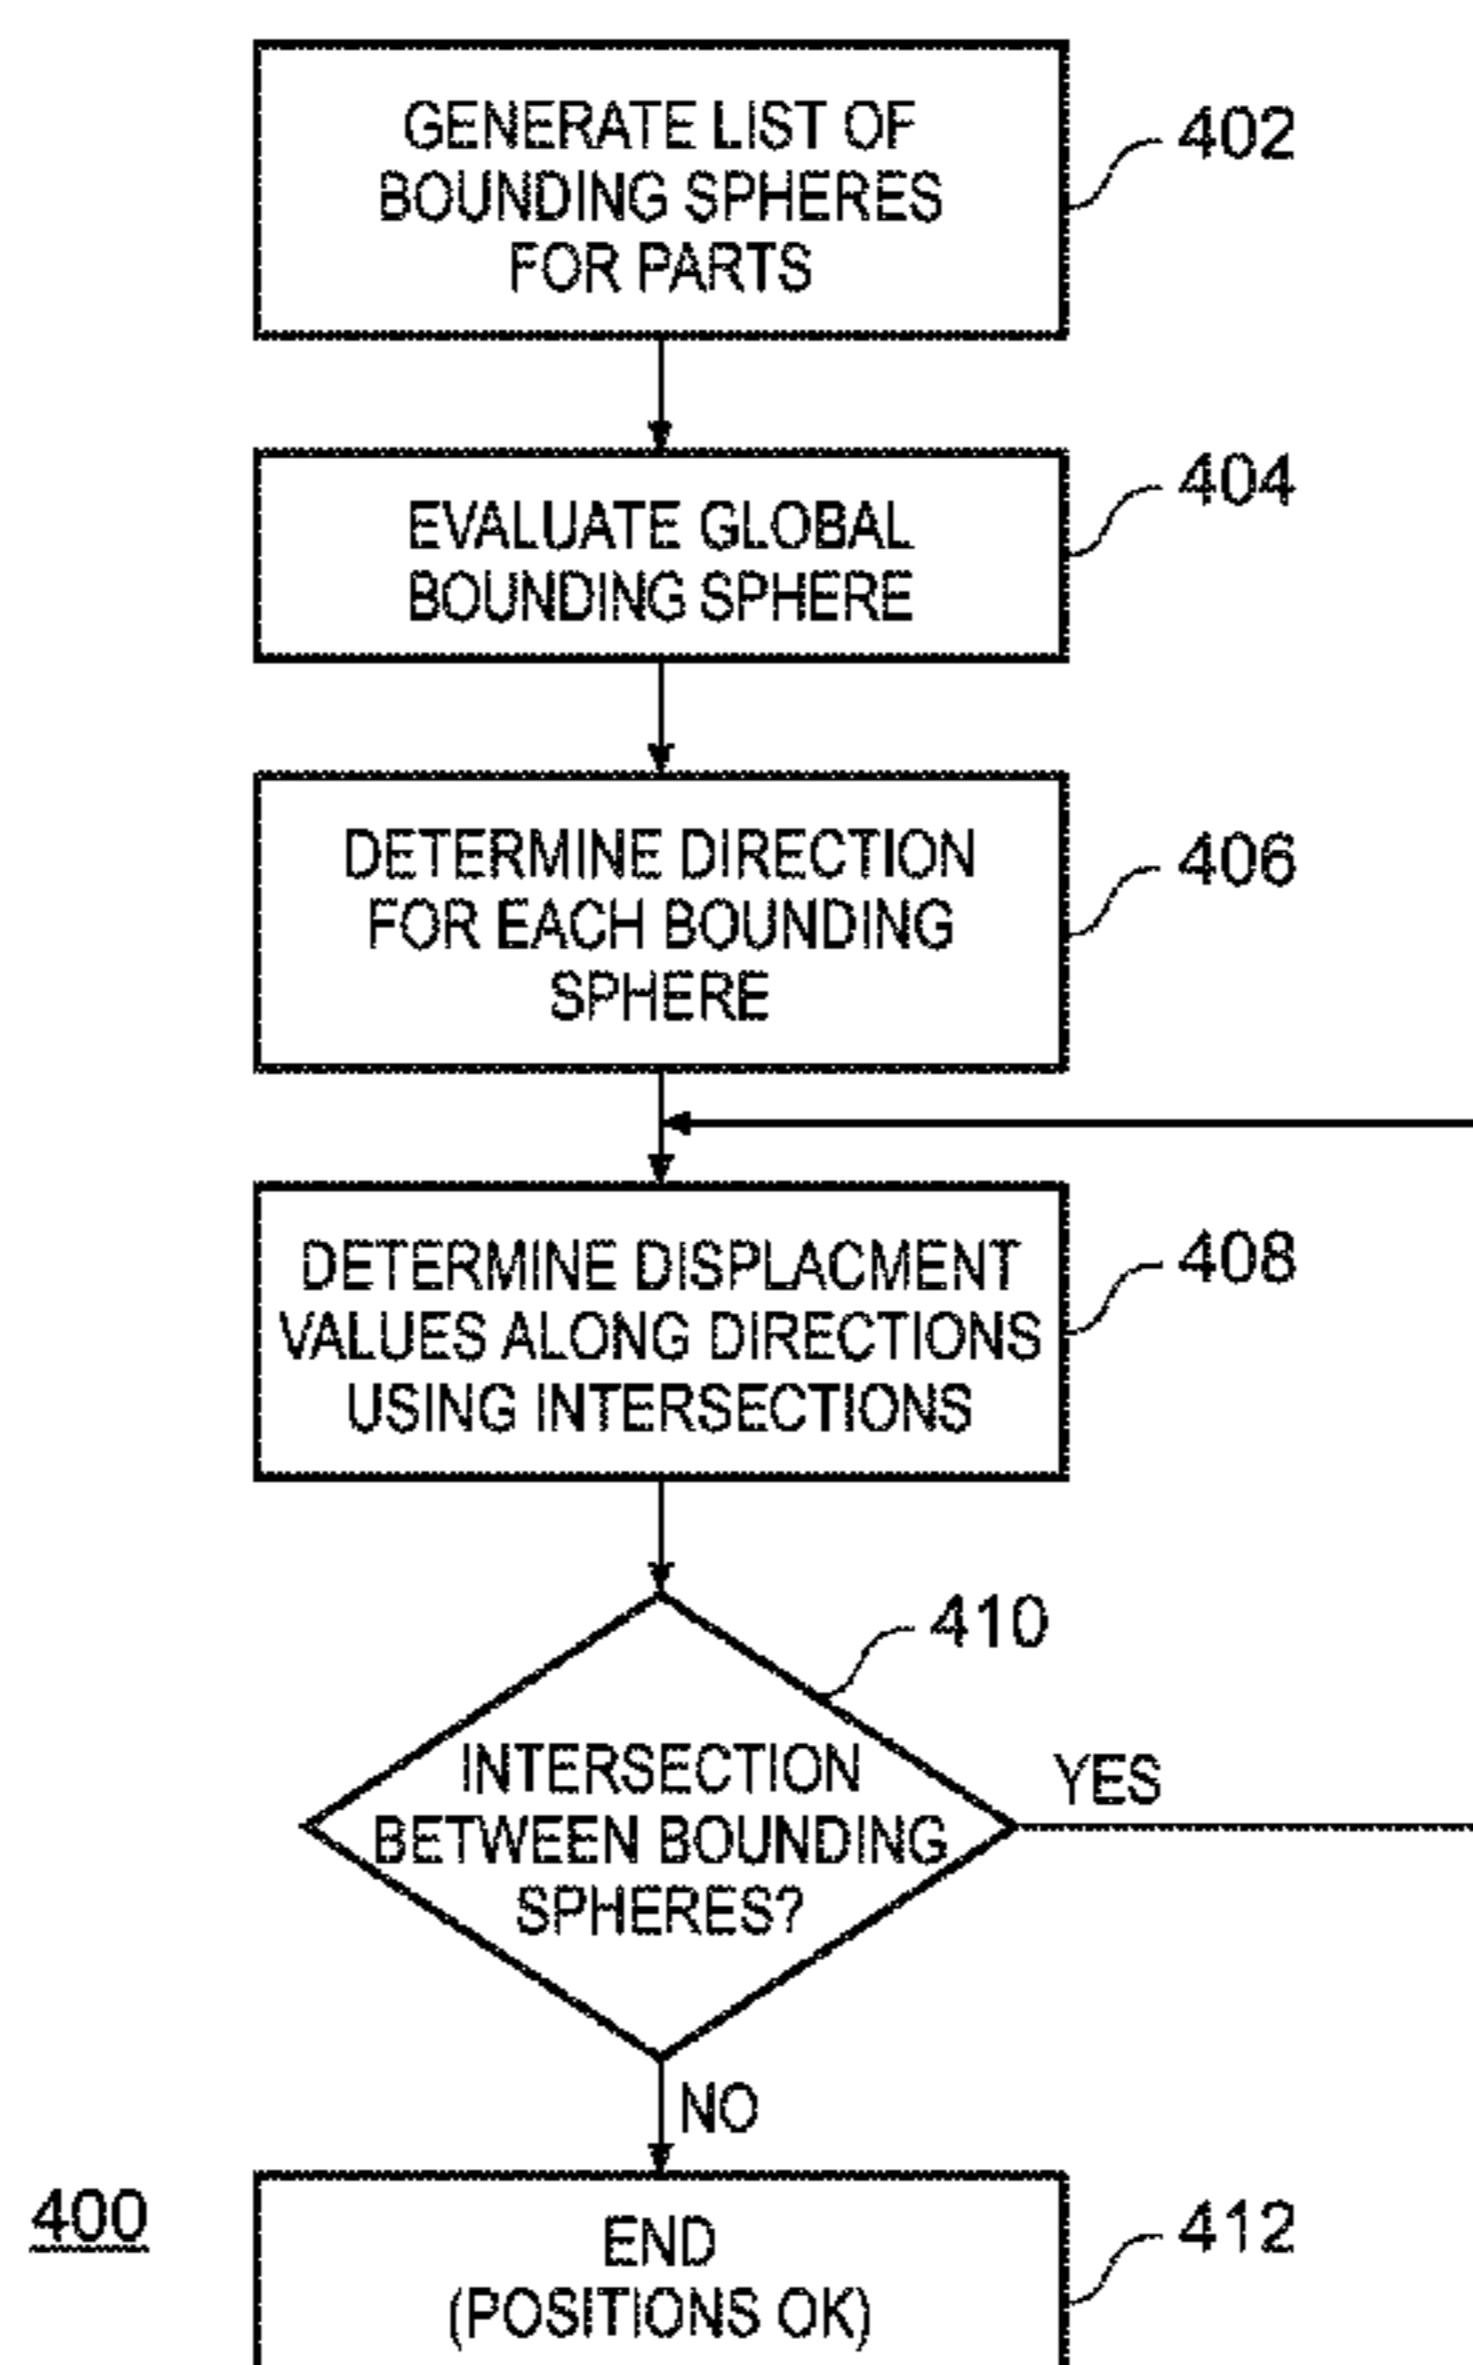 GENERATE LIST OF
BOUNDING SPHERES
FOR PARTS
402
EVALUATE GLOBAL
BOUNDING SPHERE
404
DETERMINE DIRECTION
FOR EACH BOUNDING
SPHERE
406
DETERMINE DISPLACMENT
VALUES ALONG DIRECTIONS
USING INTERSECTIONS
408
410
INTERSECTION
BETWEEN BOUNDING
SPHERES?
YES
NO
400
END
(POSITIONS OK)
412